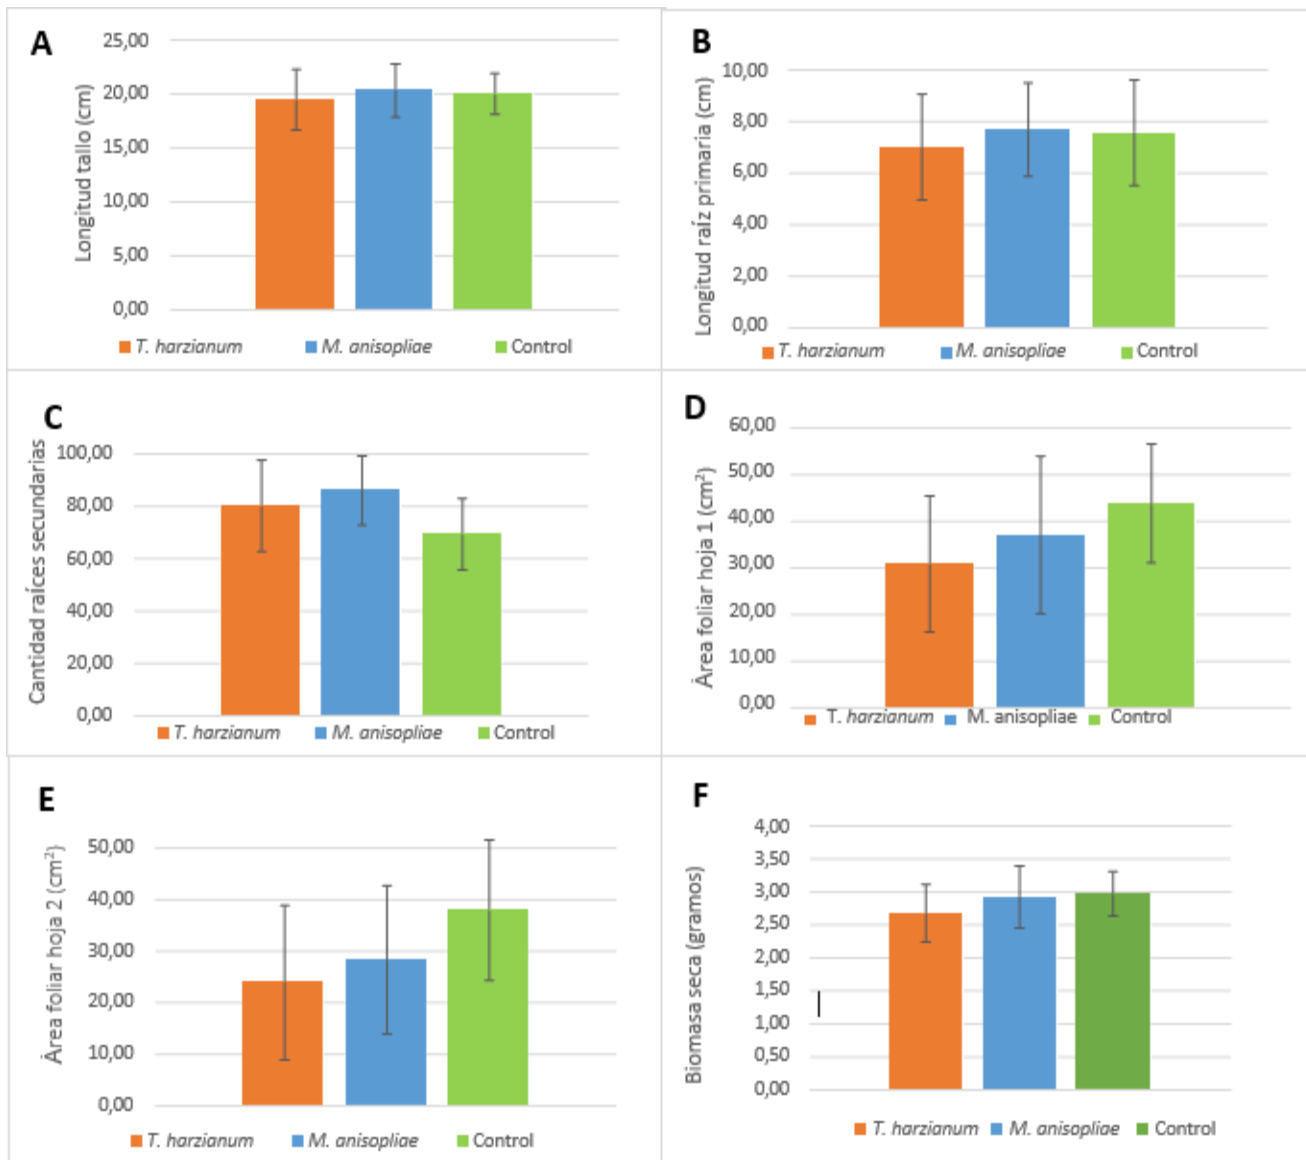 A
Longitud tallo (cm)
25,00
20,00
15,00
10,00
5,00
0,00
T. harzianum M. anisopliae Control
B
Longitud raíz primaria (cm)
10,00
8,00
6,00
4,00
2,00
0,00
T. harzianum M. anisopliae Control
C
Cantidad raíces secundarias
100,00
80,00
60,00
40,00
20,00
0,00
T. harzianum M. anisopliae Control
D
Àrea foliar hoja 1 (cm²)
60,00
50,00
40,00
30,00
20,00
10,00
0,00
T. harzianum M. anisopliae Control
E
Àrea foliar hoja 2 (cm²)
50,00
40,00
30,00
20,00
10,00
0,00
T. harzianum M. anisopliae Control
F
Biomasa seca (gramos)
4,00
3,50
3,00
2,50
2,00
1,50
1,00
0,50
0,00
T. harzianum M. anisopliae Control